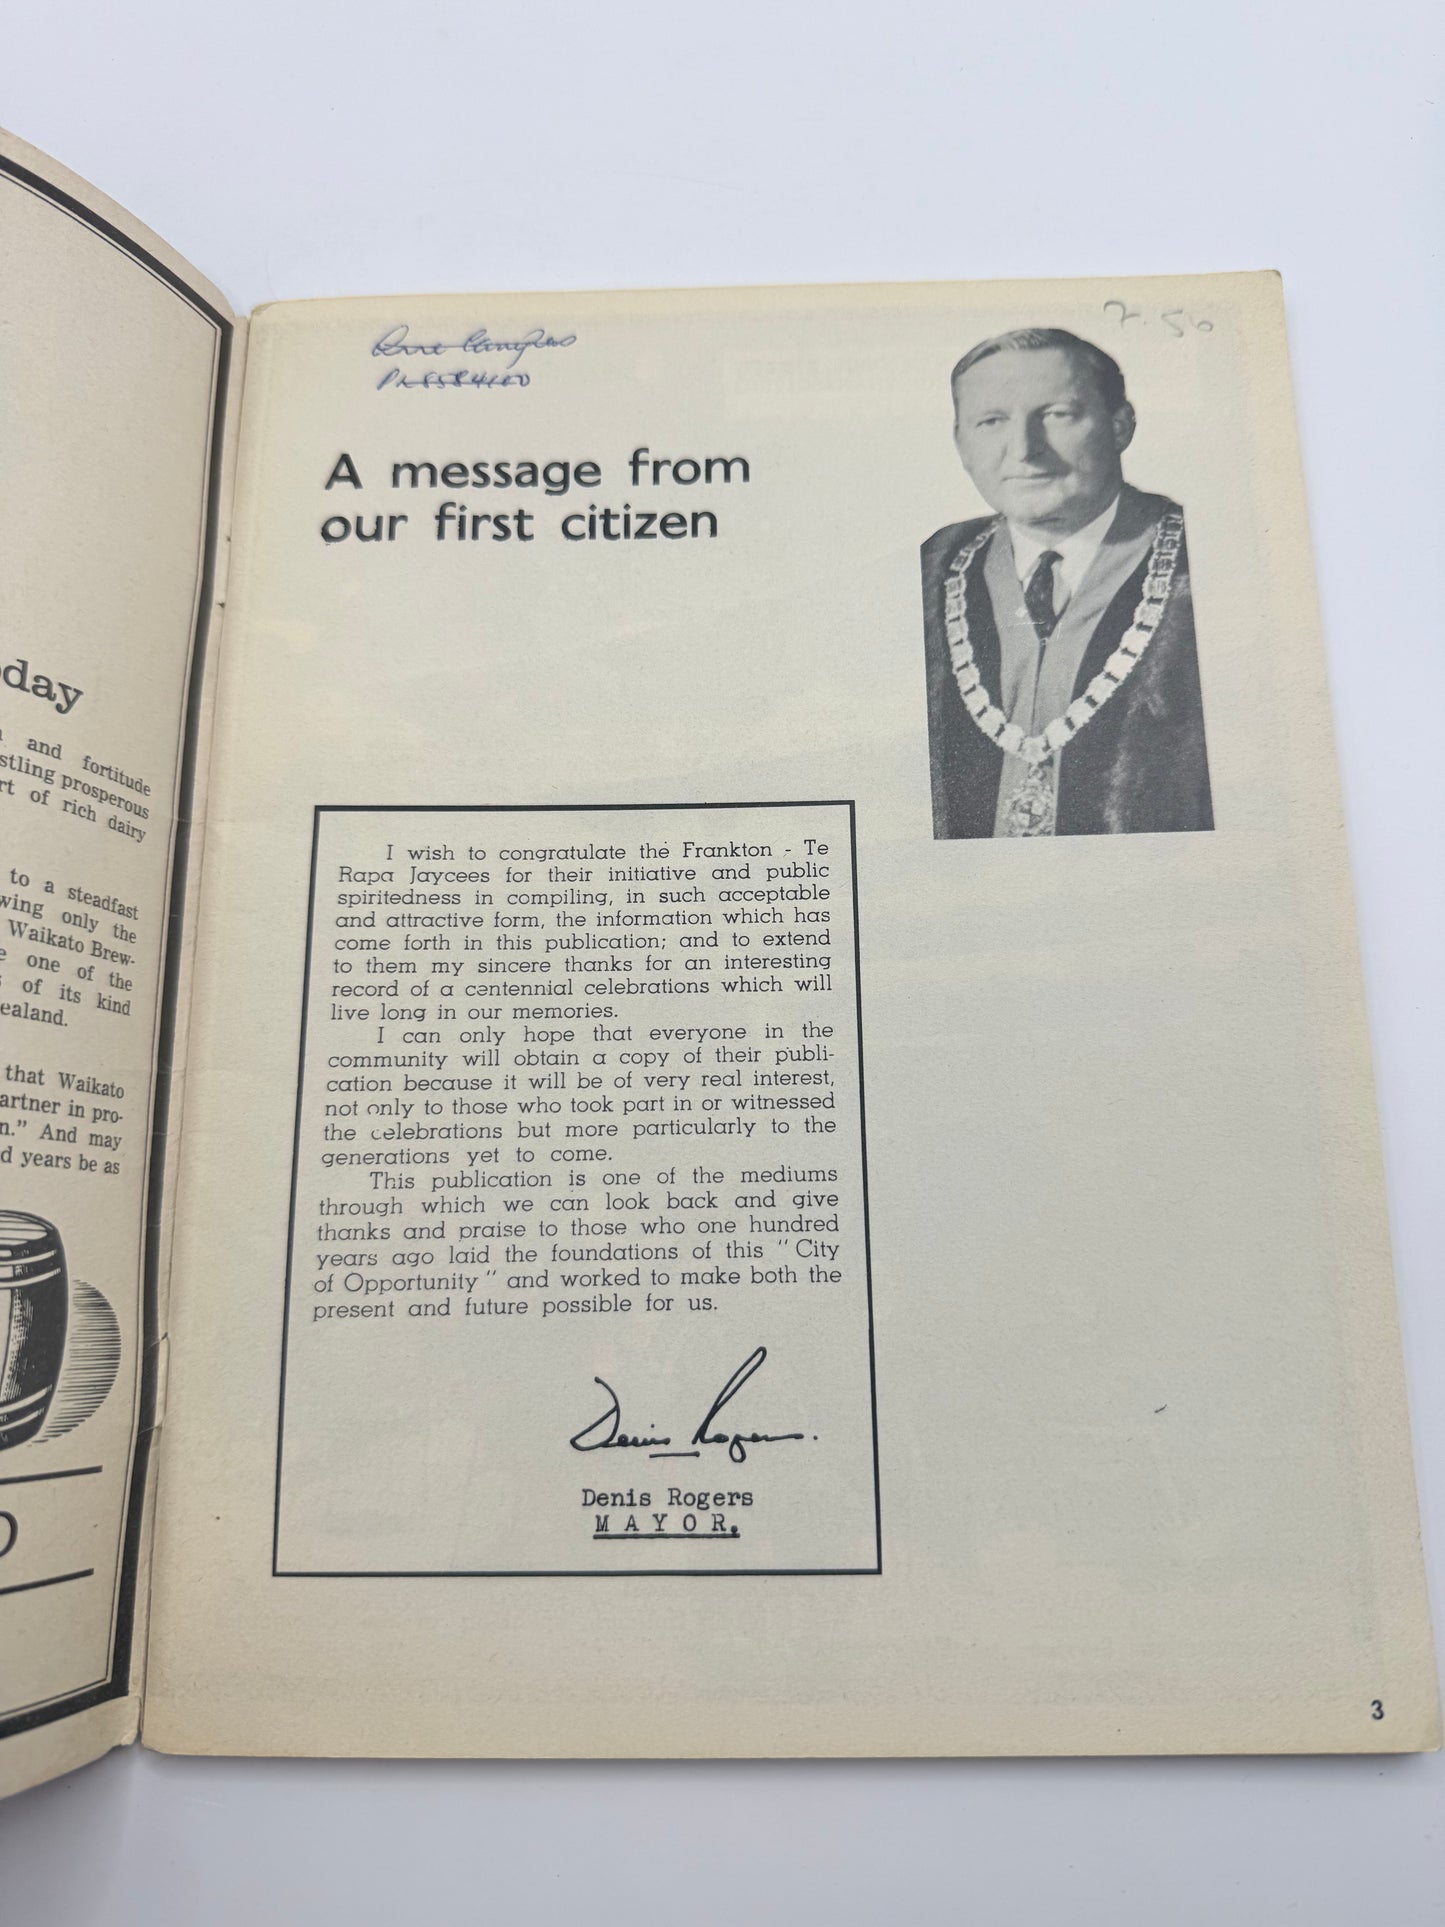 day
and fortitude
stling prosperous
rt of rich dairy
to a steadfast
wing only the
Waikato Brew-
e one of the
of its kind
ealand.
that Waikato
artner in pro-
n." And may
d years be as
7.50
A message from
our first citizen
I wish to congratulate the Frankton - Te
Rapa Jaycees for their initiative and public
spiritedness in compiling, in such acceptable
and attractive form, the information which has
come forth in this publication; and to extend
to them my sincere thanks for an interesting
record of a centennial celebrations which will
live long in our memories.
I can only hope that everyone in the
community will obtain a copy of their publi-
cation because it will be of very real interest,
not only to those who took part in or witnessed
the celebrations but more particularly to the
generations yet to come.
This publication is one of the mediums
through which we can look back and give
thanks and praise to those who one hundred
years ago laid the foundations of this "City
of Opportunity" and worked to make both the
present and future possible for us.
Denis Rogers.
Denis Rogers
MAYOR.
3